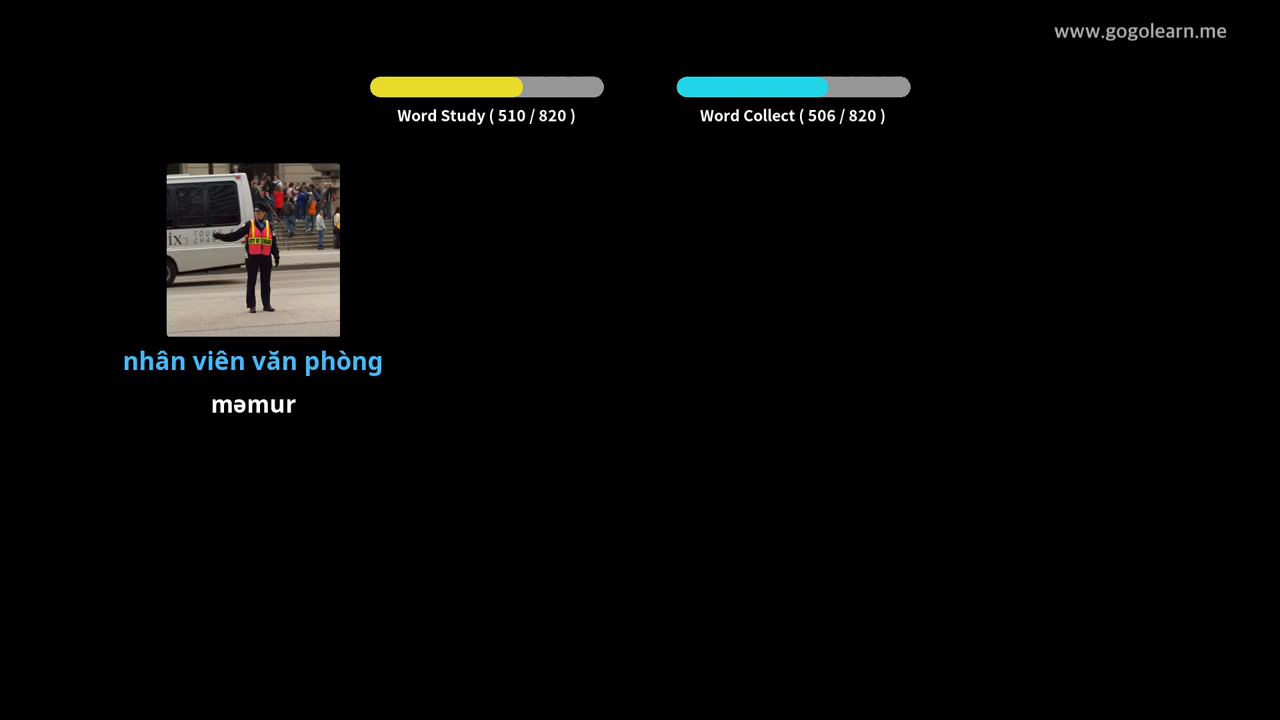 www.gogolearn.me
Word Study ( 510 / 820 )
Word Collect ( 506 / 820 )
nhân viên văn phòng
məmur